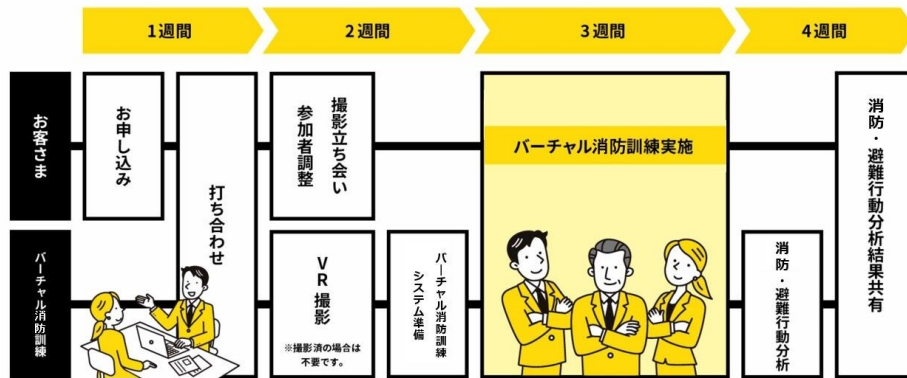 1週間
2週間
3週間
4週間
お客さま
お申し込み
打ち合わせ
撮影立ち会い
参加者調整
バーチャル消防訓練実施
消防・避難行動分析結果共有
バーチャル消防訓練
VR撮影
※撮影済の場合は
不要です。
バーチャル消防訓練
システム準備
消防・避難行動分析